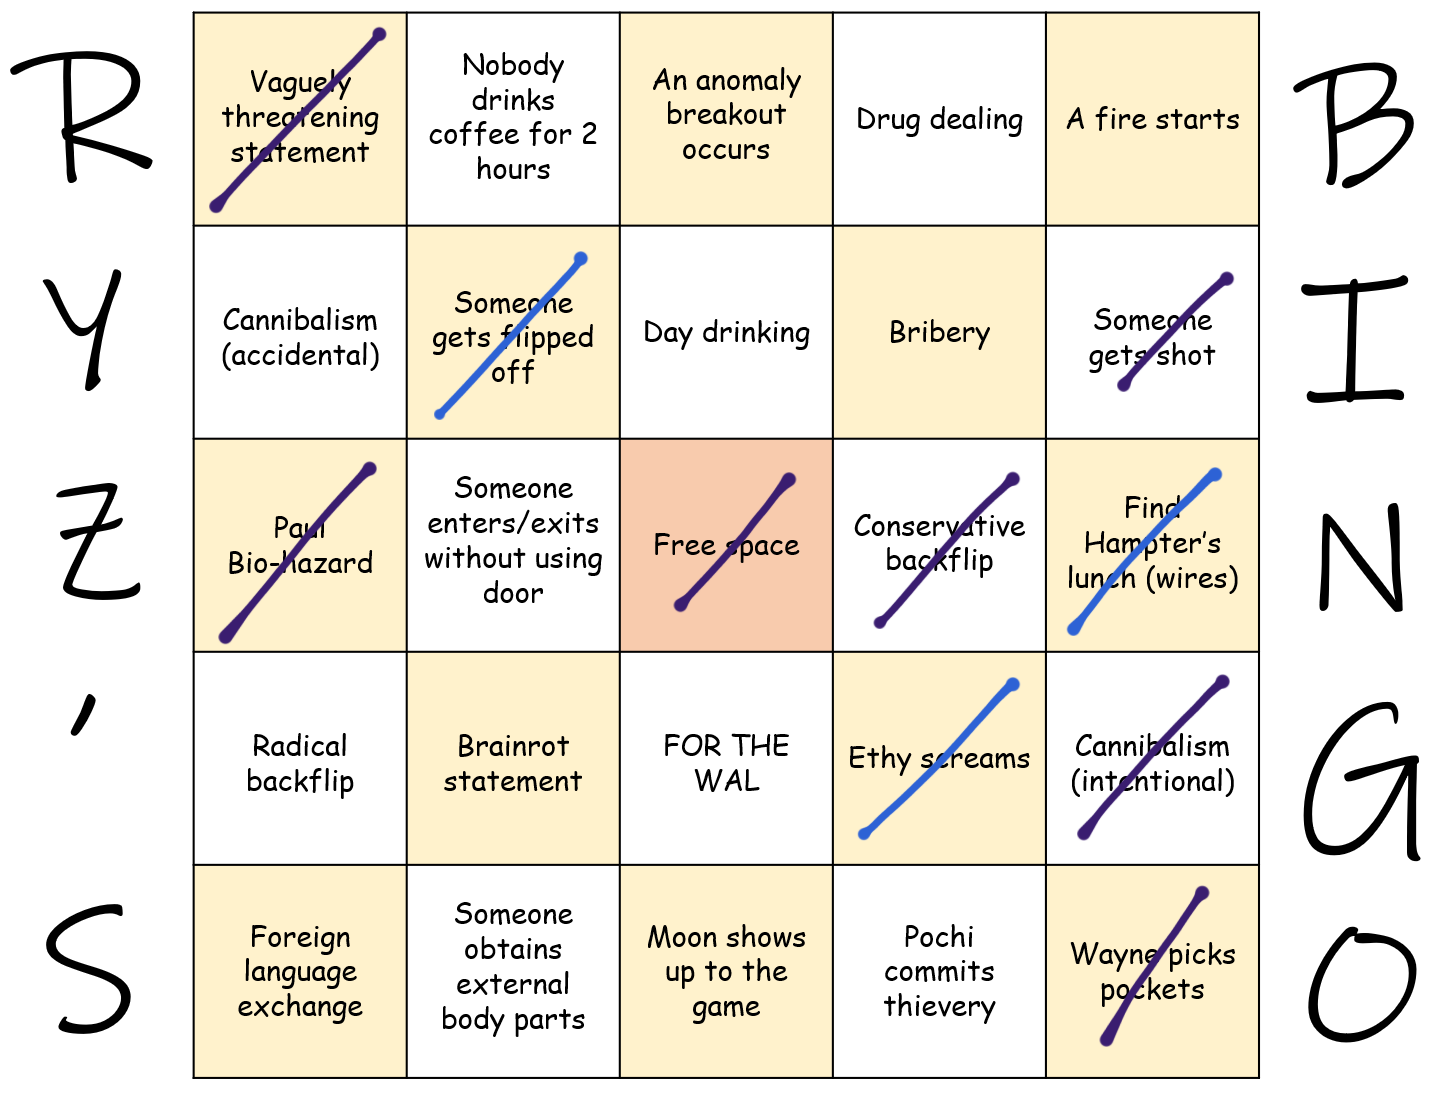 R
Y
Z
'
S
Vaguely
threatening
statement
Nobody
drinks
coffee for 2
hours
An anomaly
breakout
occurs
Drug dealing
A fire starts
Cannibalism
(accidental)
Someone
gets flipped
off
Day drinking
Bribery
Someone
gets shot
Paul
Bio-hazard
Someone
enters/exits
without using
door
Free space
Conservative
backflip
Find
Hampter's
lunch (wires)
Radical
backflip
Brainrot
statement
FOR THE
WAL
Ethy screams
Cannibalism
(intentional)
Foreign
language
exchange
Someone
obtains
external
body parts
Moon shows
up to the
game
Pochi
commits
thievery
Wayne picks
pockets
B
I
N
G
O